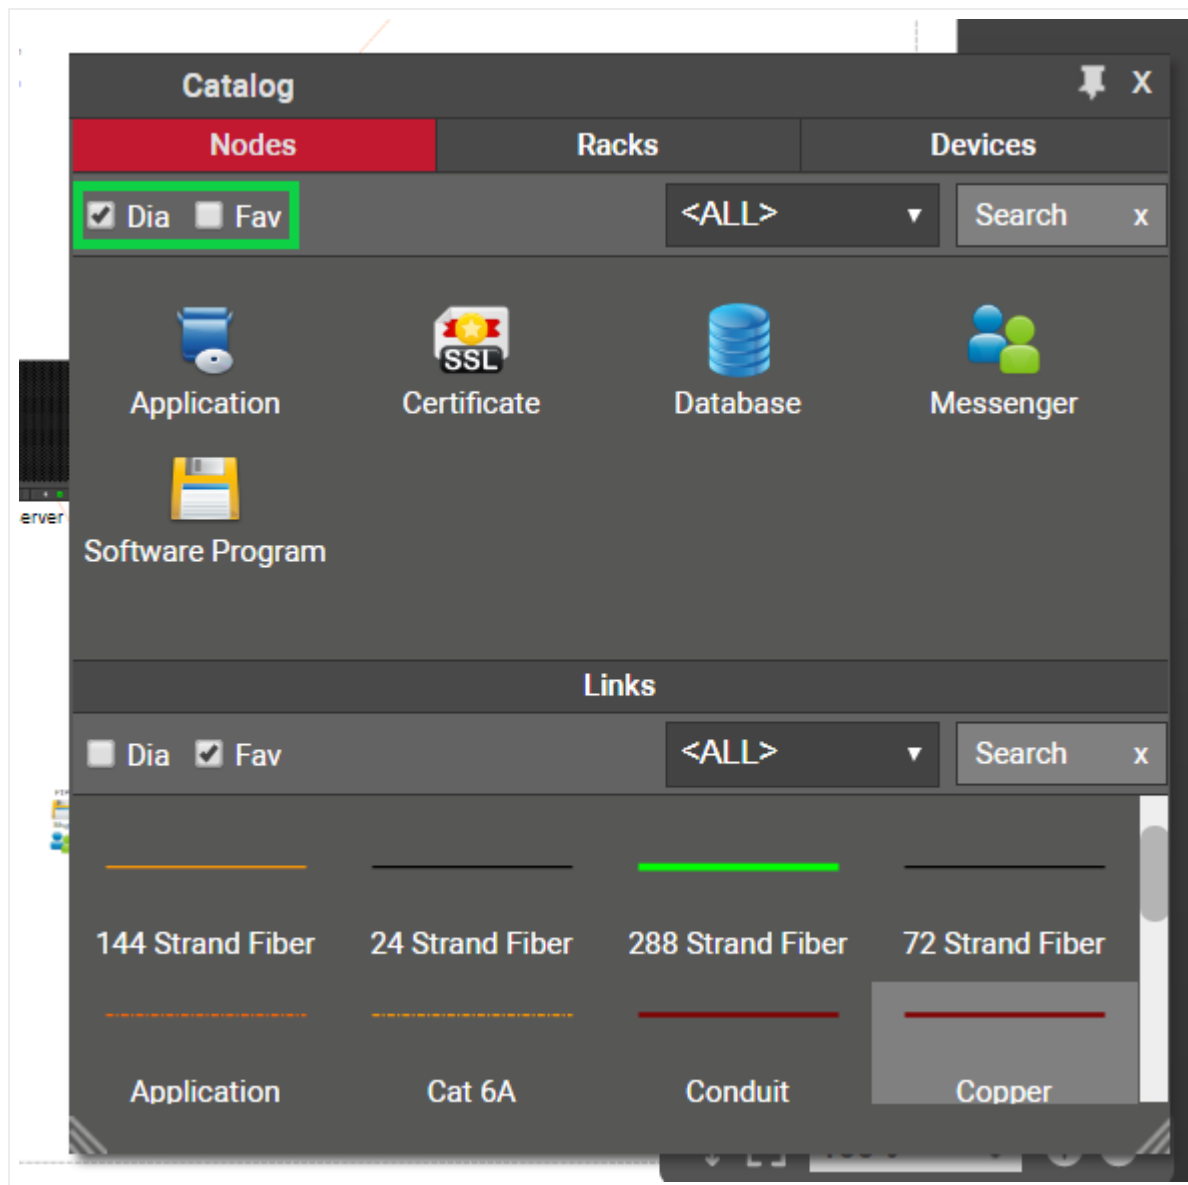 Catalog X
Nodes Racks Devices
Dia Fav <ALL> Search x
Application Certificate Database Messenger
SSL
erver
Software Program
Links
Dia Fav <ALL> Search x
144 Strand Fiber 24 Strand Fiber 288 Strand Fiber 72 Strand Fiber
Application Cat 6A Conduit Copper